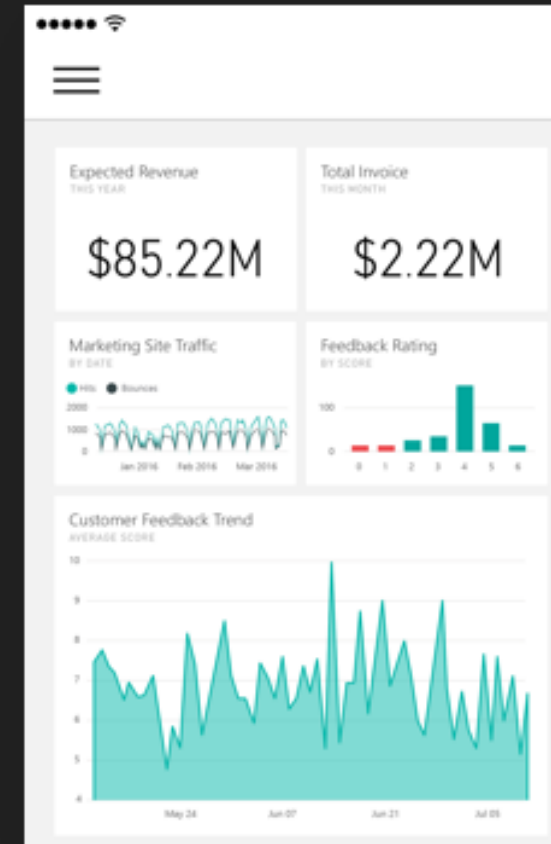 Expected Revenue
THIS YEAR
$85.22M
Total Invoice
THIS MONTH
$2.22M
Marketing Site Traffic
BY DATE
Hits Bounces
2000
1000
0
Jan 2016 Feb 2016 Mar 2016
Feedback Rating
BY SCORE
100
0
0 1 2 3 4 5 6
Customer Feedback Trend
AVERAGE SCORE
10
9
8
7
6
5
4
May 24 Jun 07 Jun 21 Jul 05